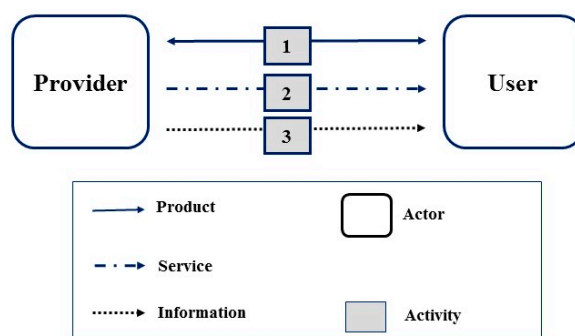 Provider
1
2
3
User
Product
Service
Information
Actor
Activity